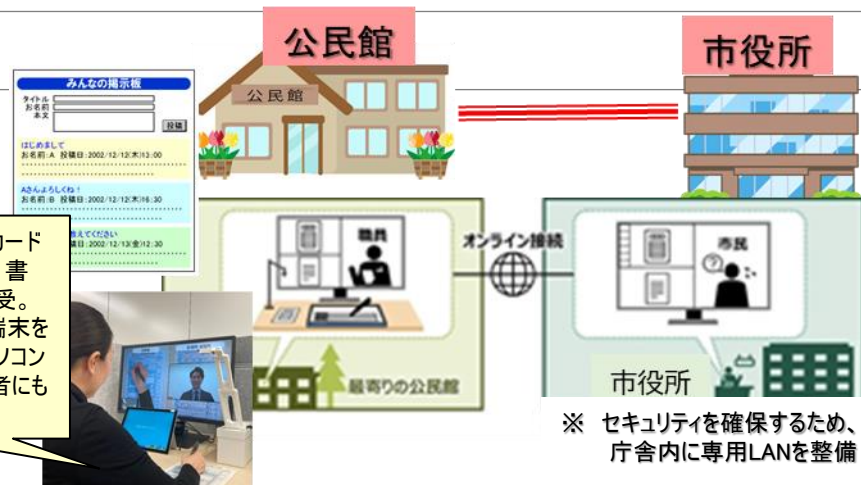 公民館
市役所
公民館
みんなの掲示板
タイトル
お名前
本文
投稿
はじめまして
お名前:A 投稿日:2002/12/12(木)13:00
Aさんよろしくね!
お名前:B 投稿日:2002/12/12(木)16:30
えてください
稿日:2002/12/13(金)12:30
カード
書
受。
端末を
ソコン
者にも
職員
オンライン接続
市民
?
最寄りの公民館
市役所
※ セキュリティを確保するため、
庁舎内に専用LANを整備